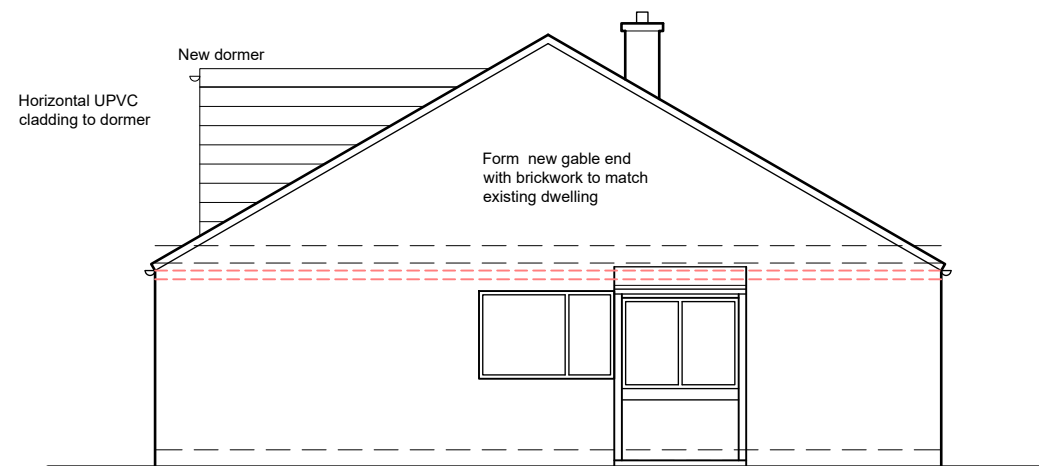 New dormer
Horizontal UPVC
cladding to dormer
Form new gable end
with brickwork to match
existing dwelling